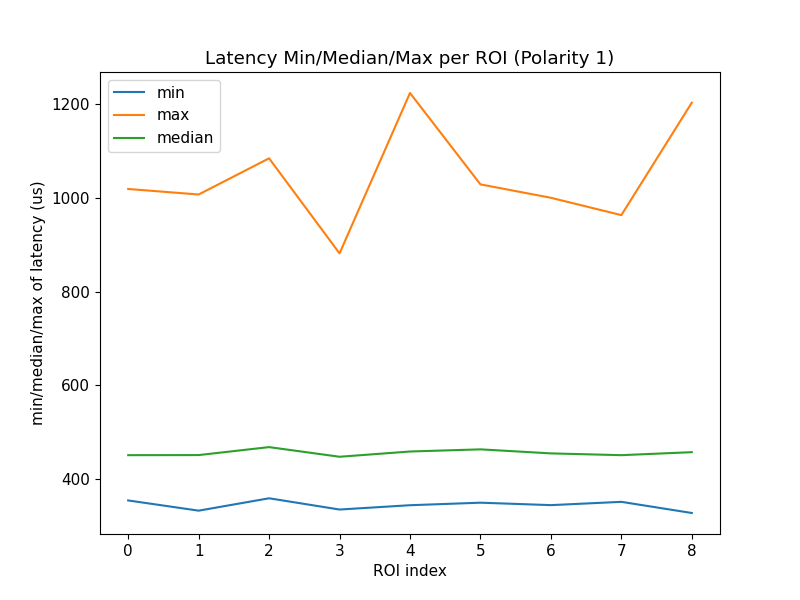 Latency Min/Median/Max per ROI (Polarity 1)
min
max
median
1200
1000
800
600
400
min/median/max of latency (us)
0 1 2 3 4 5 6 7 8
ROI index